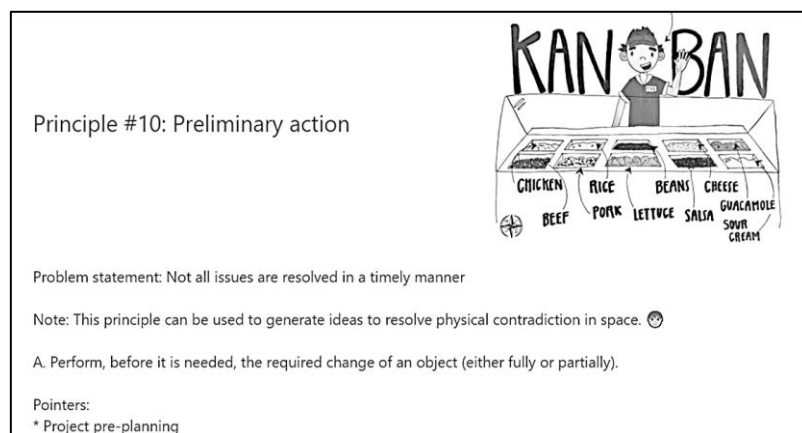 KAN BAN
Principle #10: Preliminary action
CHICKEN RICE BEANS CHEESE
BEEF PORK LETTUCE SALSA GUACAMOLE
SOUR
CREAM
Problem statement: Not all issues are resolved in a timely manner
Note: This principle can be used to generate ideas to resolve physical contradiction in space.
A. Perform, before it is needed, the required change of an object (either fully or partially).
Pointers:
* Project pre-planning